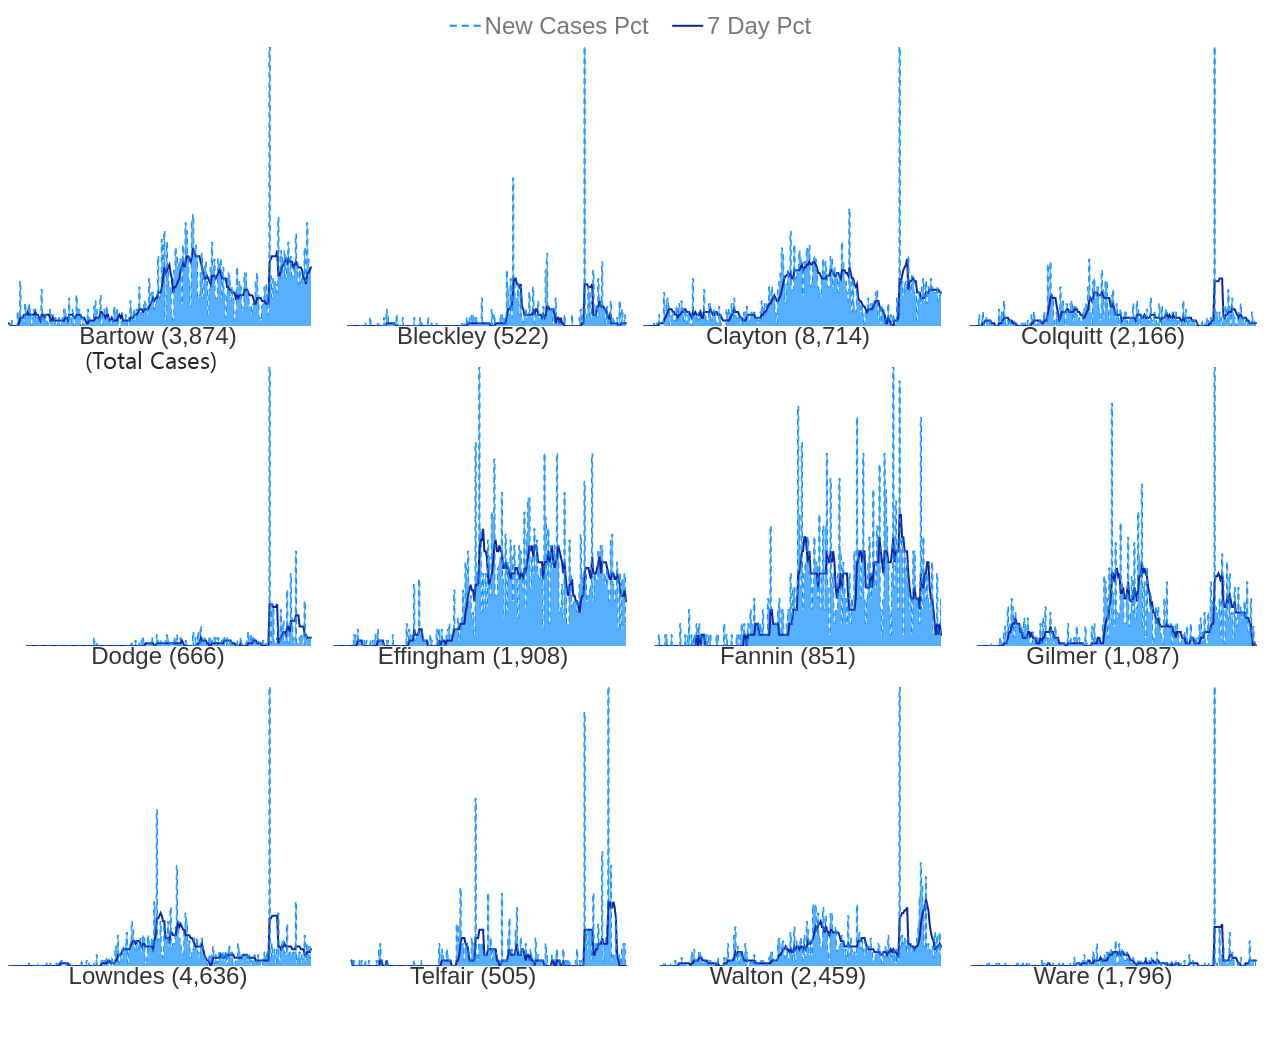 New Cases Pct 7 Day Pct
Bartow (3,874) Bleckley (522) Clayton (8,714) Colquitt (2,166)
(Total Cases)
Dodge (666) Effingham (1,908) Fannin (851) Gilmer (1,087)
Lowndes (4,636) Telfair (505) Walton (2,459) Ware (1,796)